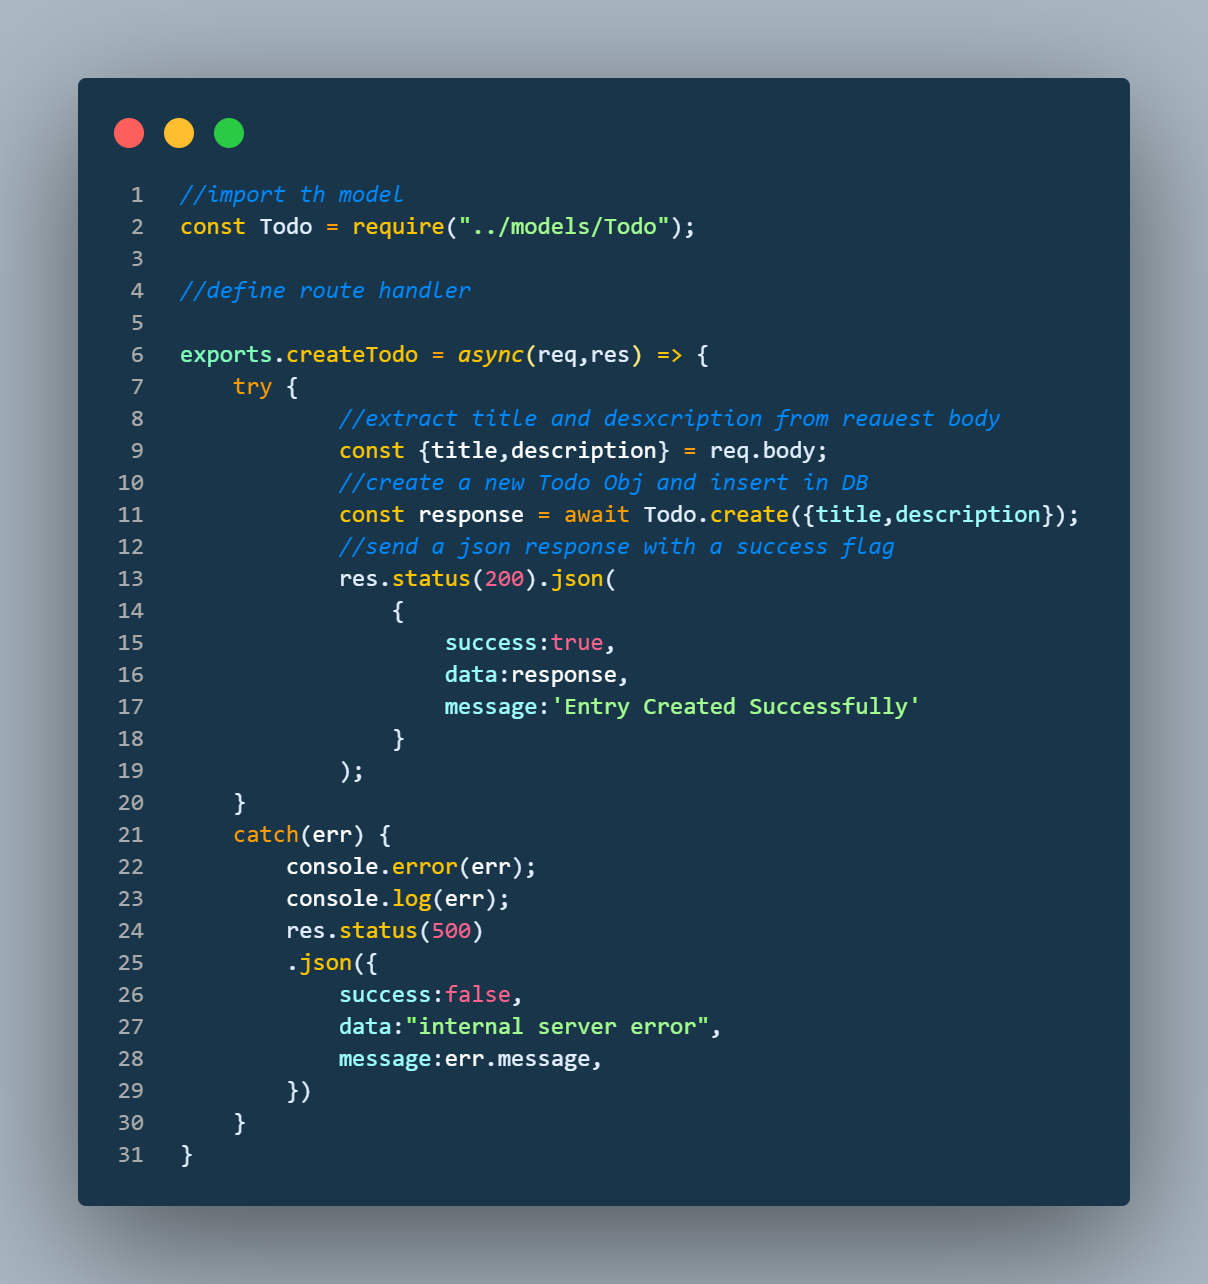 1 //import th model
2 const Todo = require("../models/Todo");
3
4 //define route handler
5
6 exports.createTodo = async(req,res) => {
7     try {
8             //extract title and desxcription from reauest body
9             const {title,description} = req.body;
10             //create a new Todo Obj and insert in DB
11             const response = await Todo.create({title,description});
12             //send a json response with a success flag
13             res.status(200).json(
14                 {
15                     success:true,
16                     data:response,
17                     message:'Entry Created Successfully'
18                 }
19             );
20     }
21     catch(err) {
22         console.error(err);
23         console.log(err);
24         res.status(500)
25         .json({
26             success:false,
27             data:"internal server error",
28             message:err.message,
29         })
30     }
31 }